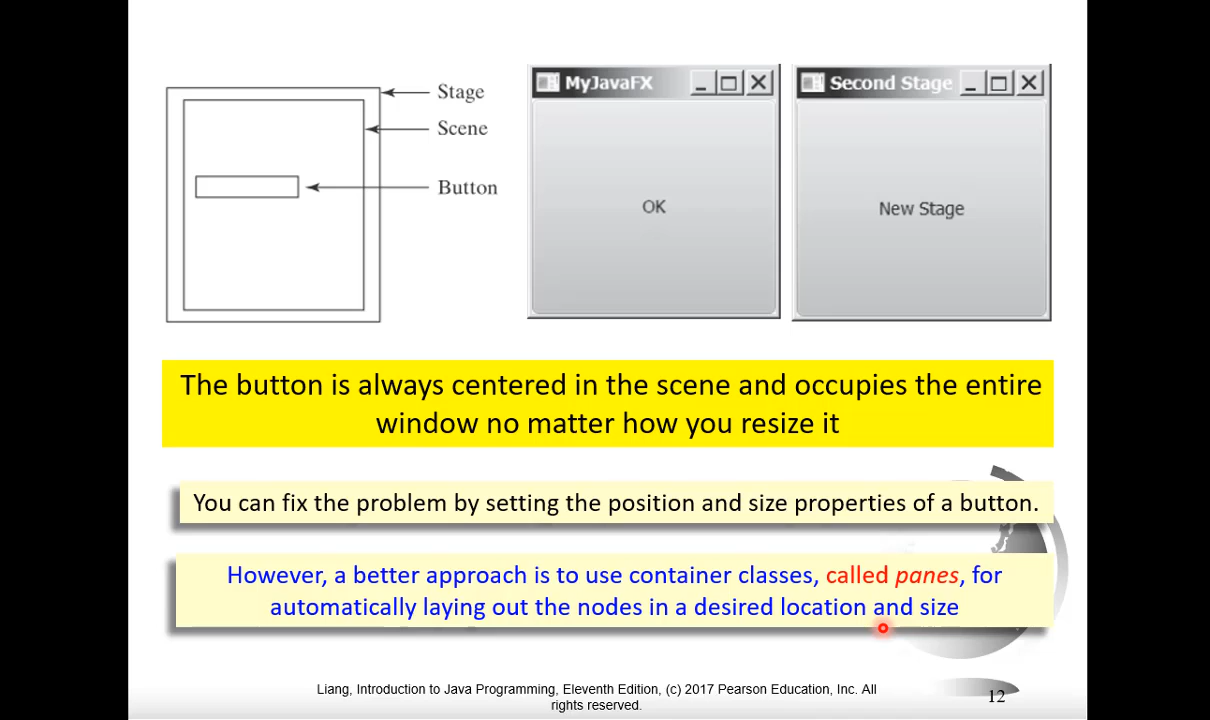 Stage
Scene
Button
MyJavaFX
OK
Second Stage
New Stage
The button is always centered in the scene and occupies the entire
window no matter how you resize it
You can fix the problem by setting the position and size properties of a button.
However, a better approach is to use container classes, called panes, for
automatically laying out the nodes in a desired location and size
Liang, Introduction to Java Programming, Eleventh Edition, (c) 2017 Pearson Education, Inc. All
rights reserved.
12